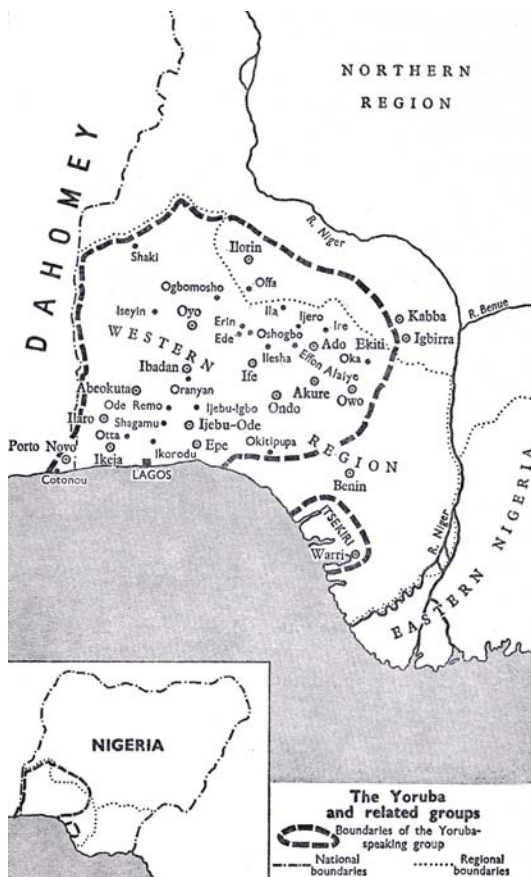 NORTHERN
REGION
DAHOMEY
R. Niger
Shaki
Ilorin
Offa
Ogbomosho
Iseyin
Oyo
Ila
Ijero
Ire
Erin
Ede
Oshogbo
Ado Ekiti
Kabba
Igbirra
R. Benue
WESTERN
Ilesha
Effon Alaiye
Oka
Ibadan
Ife
Abeokuta
Oranyan
Akure
Owo
Ode Remo
Ijebu-Igbo
Ondo
Ilaro
Shagamu
Ijebu-Ode
Otta
Ikorodu
Epe
Okitipupa
REGION
Porto Novo
Ikeja
LAGOS
Cotonou
Benin
ITSEKIRI
Warri
R. Niger
EASTERN NIGERIA
NIGERIA
The Yoruba
and related groups
Boundaries of the Yoruba-
speaking group
National
boundaries
Regional
boundaries